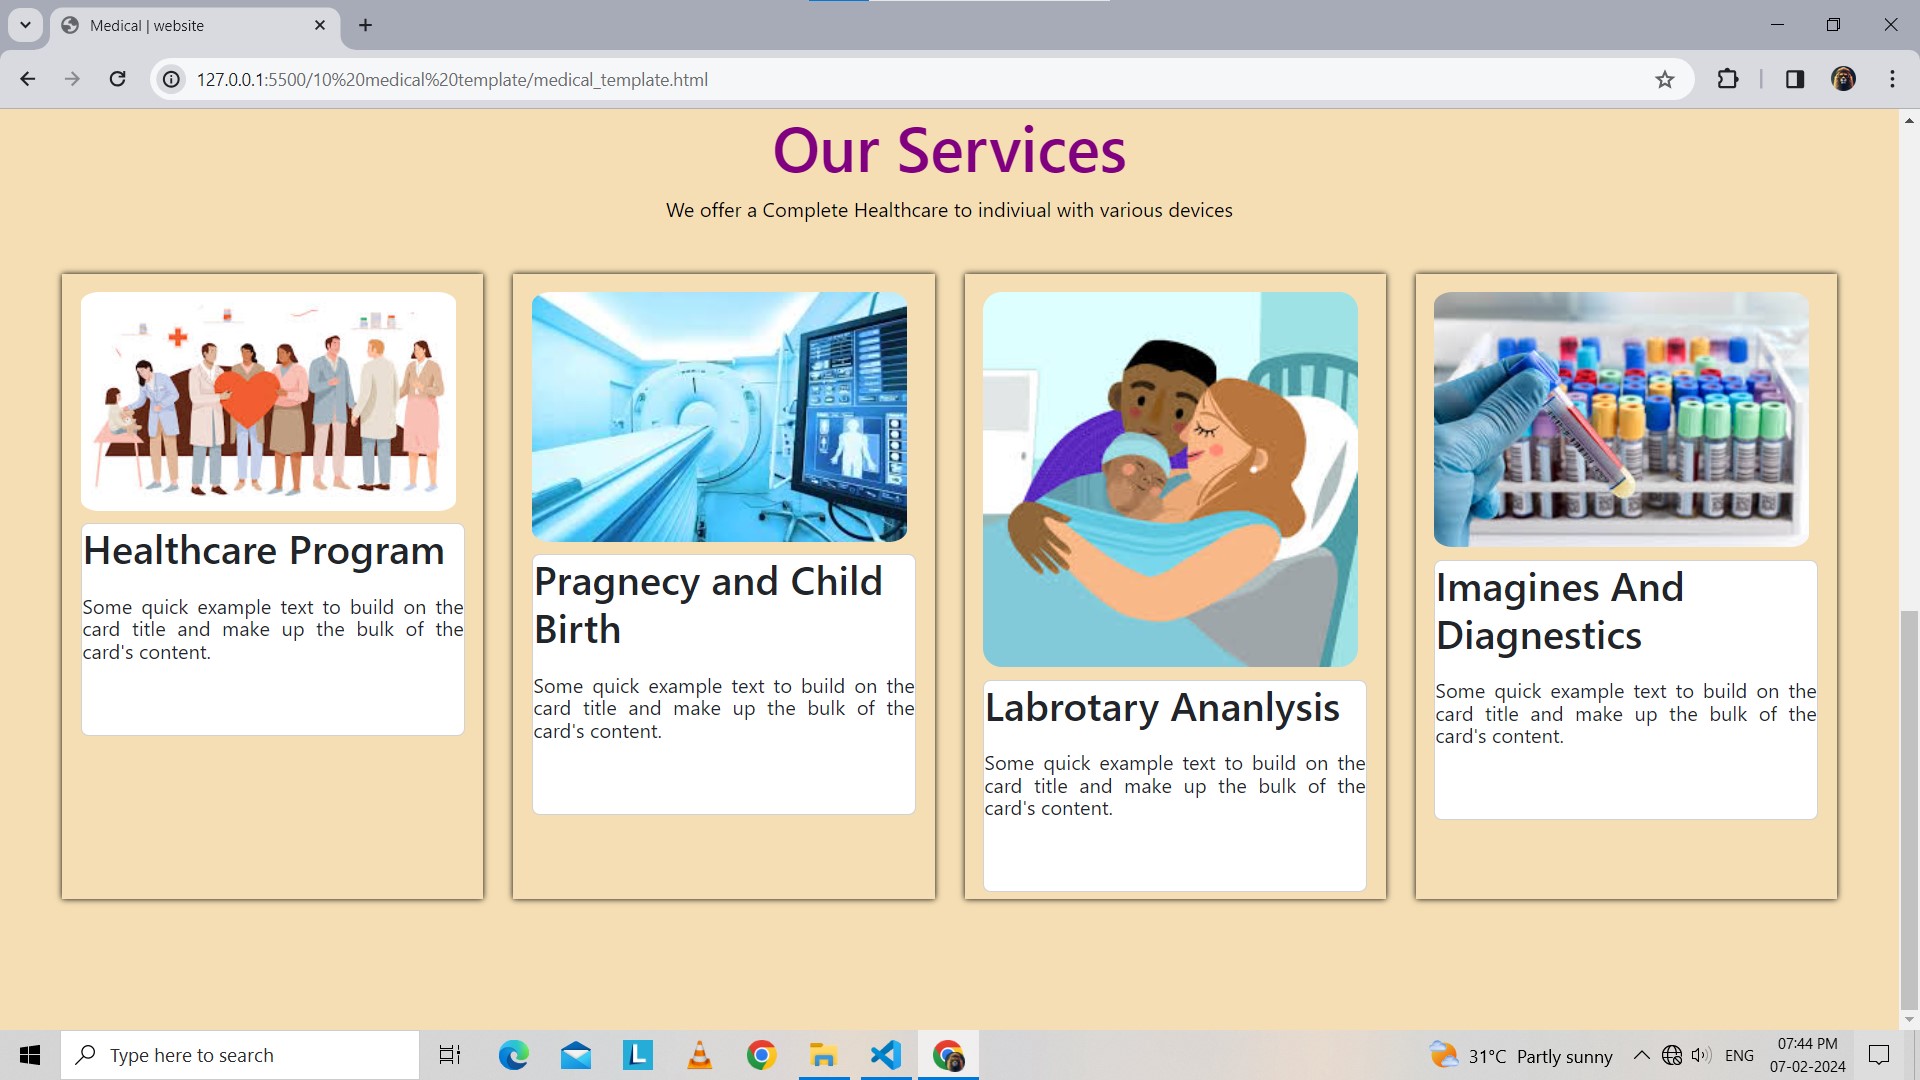 Medical | website
127.0.0.1:5500/10%20medical%20template/medical_template.html
Our Services
We offer a Complete Healthcare to indiviual with various devices
Healthcare Program
Some quick example text to build on the
card title and make up the bulk of the
card's content.
Pragnecy and Child
Birth
Some quick example text to build on the
card title and make up the bulk of the
card's content.
Labrotary Ananlysis
Some quick example text to build on the
card title and make up the bulk of the
card's content.
Imagines And
Diagnestics
Some quick example text to build on the
card title and make up the bulk of the
card's content.
Type here to search
L
31°C Partly sunny
ENG
07:44 PM
07-02-2024